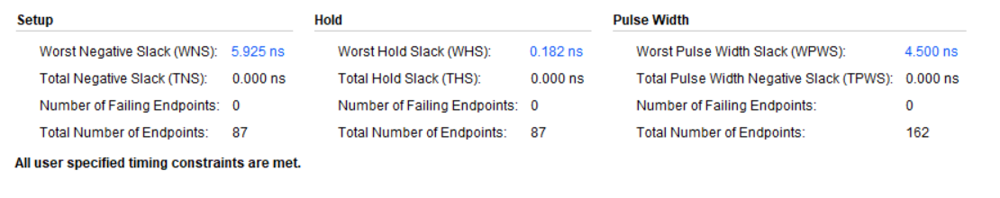 Setup Hold Pulse Width
Worst Negative Slack (WNS): 5.925 ns Worst Hold Slack (WHS): 0.182 ns Worst Pulse Width Slack (WPWS): 4.500 ns
Total Negative Slack (TNS): 0.000 ns Total Hold Slack (THS): 0.000 ns Total Pulse Width Negative Slack (TPWS): 0.000 ns
Number of Failing Endpoints: 0 Number of Failing Endpoints: 0 Number of Failing Endpoints: 0
Total Number of Endpoints: 87 Total Number of Endpoints: 87 Total Number of Endpoints: 162
All user specified timing constraints are met.